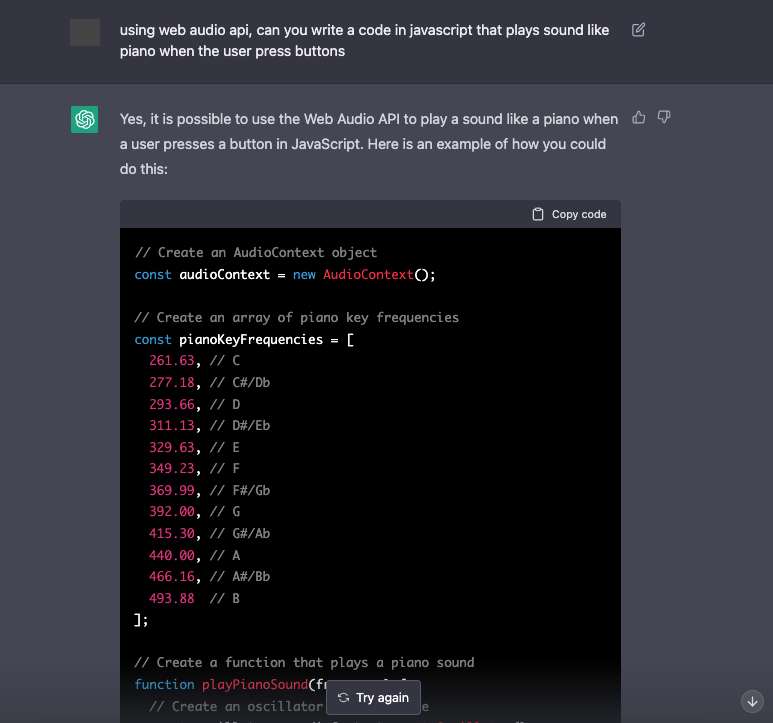 using web audio api, can you write a code in javascript that plays sound like
piano when the user press buttons
Yes, it is possible to use the Web Audio API to play a sound like a piano when
a user presses a button in JavaScript. Here is an example of how you could
do this:
Copy code
// Create an AudioContext object
const audioContext = new AudioContext();
// Create an array of piano key frequencies
const pianoKeyFrequencies = [
261.63, // C
277.18, // C#/Db
293.66, // D
311.13, // D#/Eb
329.63, // E
349.23, // F
369.99, // F#/Gb
392.00, // G
415.30, // G#/Ab
440.00, // A
466.16, // A#/Bb
493.88 // B
];
// Create a function that plays a piano sound
function playPianoSound(
Try again
// Create an oscillator